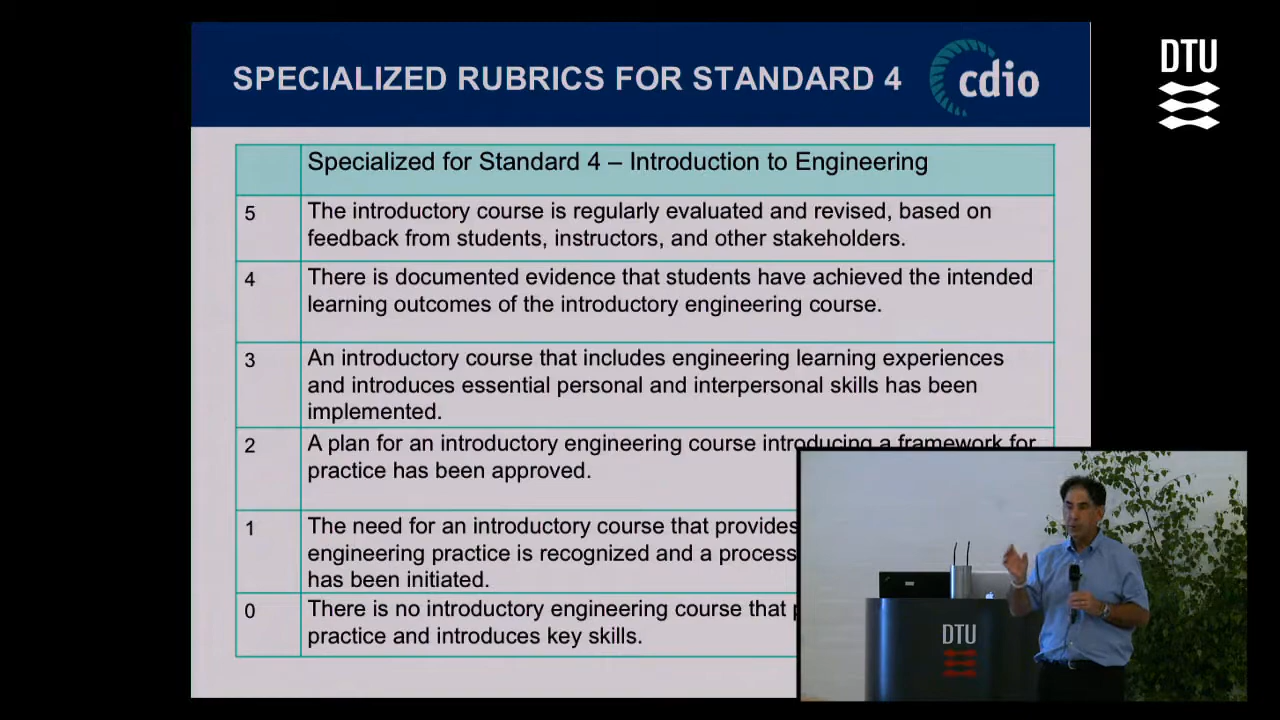 SPECIALIZED RUBRICS FOR STANDARD 4
cdio
DTU
Specialized for Standard 4 – Introduction to Engineering
5
The introductory course is regularly evaluated and revised, based on
feedback from students, instructors, and other stakeholders.
4
There is documented evidence that students have achieved the intended
learning outcomes of the introductory engineering course.
3
An introductory course that includes engineering learning experiences
and introduces essential personal and interpersonal skills has been
implemented.
2
A plan for an introductory engineering course introducing a framework for
practice has been approved.
1
The need for an introductory course that provides
engineering practice is recognized and a process
has been initiated.
0
There is no introductory engineering course that
practice and introduces key skills.
DTU